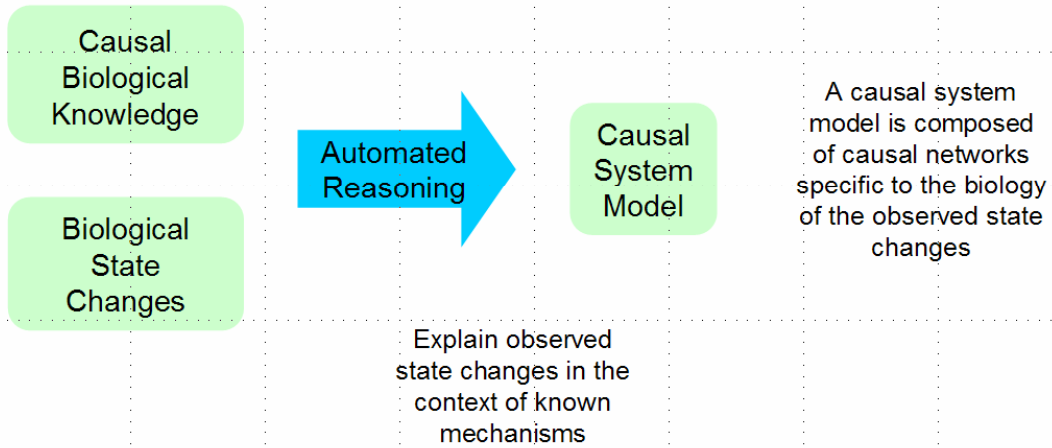 Causal
Biological
Knowledge
Biological
State
Changes
Automated
Reasoning
Explain observed
state changes in the
context of known
mechanisms
Causal
System
Model
A causal system
model is composed
of causal networks
specific to the biology
of the observed state
changes